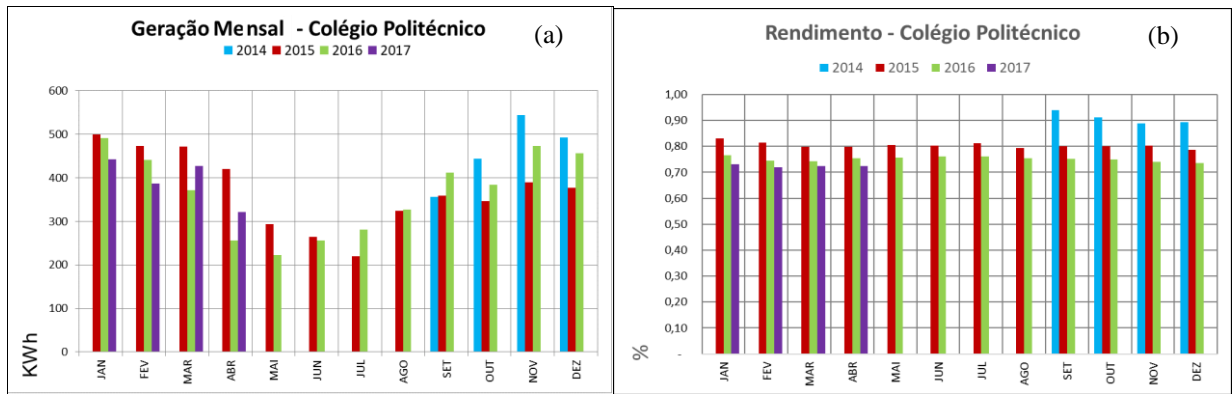 Geração Mensal - Colégio Politécnico
(a)
2014 2015 2016 2017
600
500
400
300
200
100
0
KWh
JAN FEV MAR ABR MAI JUN JUL AGO SET OUT NOV DEZ
Rendimento - Colégio Politécnico
(b)
2014 2015 2016 2017
1,00
0,90
0,80
0,70
0,60
0,50
0,40
0,30
0,20
0,10
-
%
JAN FEV MAR ABR MAI JUN JUL AGO SET OUT NOV DEZ